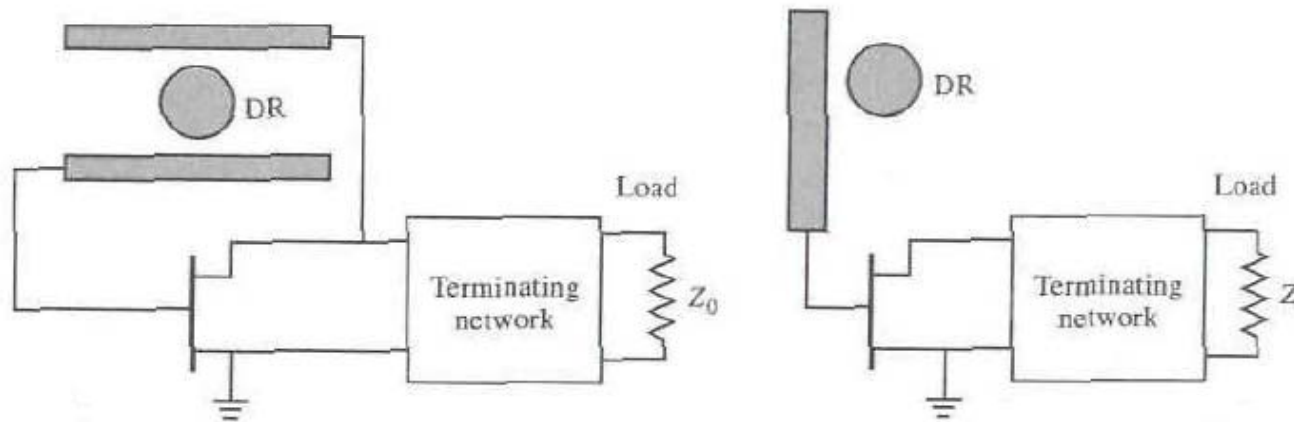 DR
Load
Terminating
network
Z0
DR
Load
Terminating
network
Z